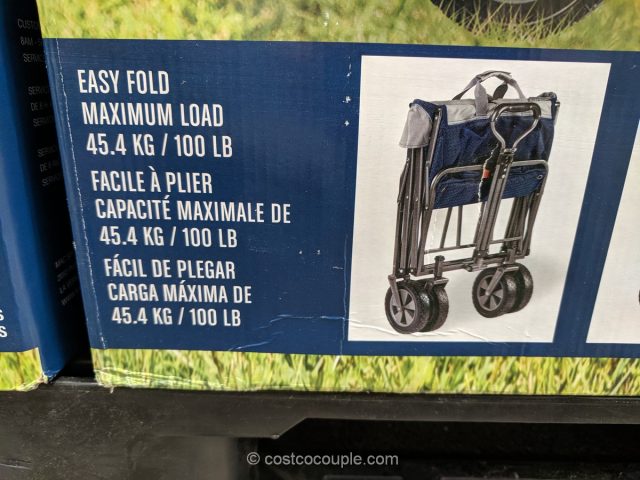 EASY FOLD
MAXIMUM LOAD
45.4 KG / 100 LB
FACILE À PLIER
CAPACITÉ MAXIMALE DE
45.4 KG / 100 LB
FÁCIL DE PLEGAR
CARGA MÁXIMA DE
45.4 KG / 100 LB
© costcocouple.com